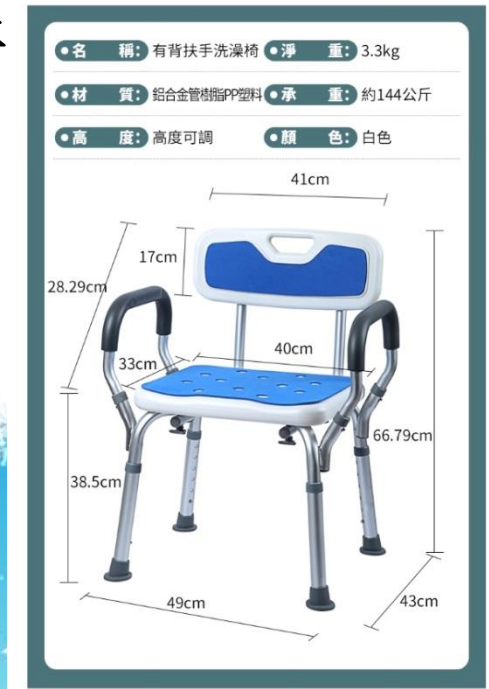 名 稱: 有背扶手洗澡椅 淨 重: 3.3kg
材 質: 鋁合金管樹脂PP塑料 承 重: 約144公斤
高 度: 高度可調 顏 色: 白色
41cm
17cm
28.29cm
40cm
33cm
66.79cm
38.5cm
49cm
43cm